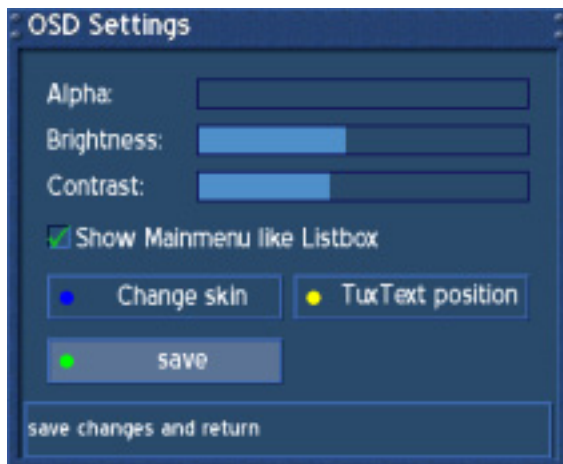 OSD Settings
Alpha:
Brightness:
Contrast:
Show Mainmenu like Listbox
Change skin
TuxText position
save
save changes and return